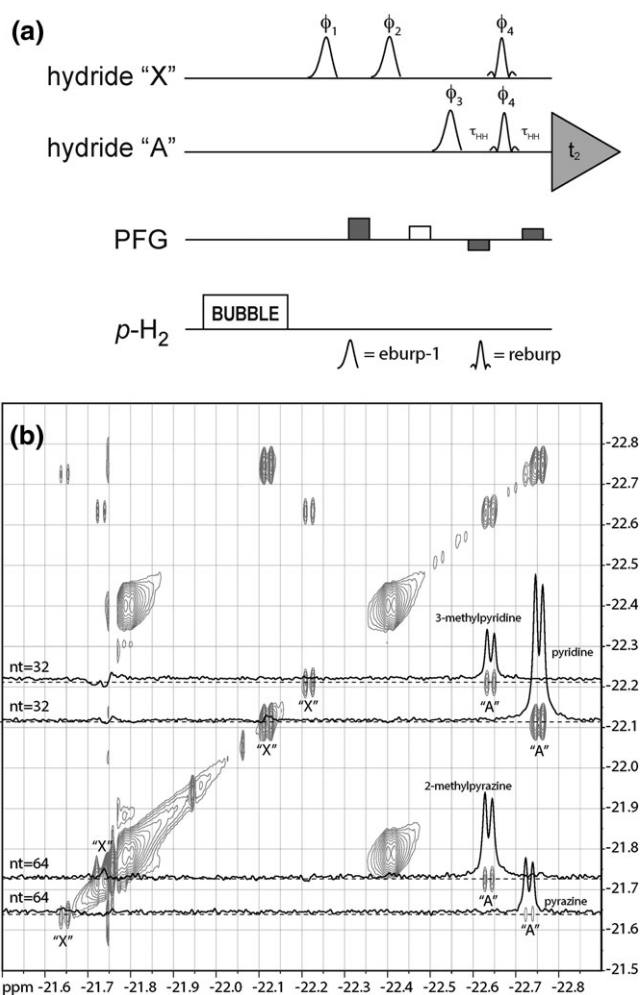 (a)
ϕ1 ϕ2 ϕ4
hydride "X"
ϕ3 ϕ4
hydride "A" τHH τHH t2
PFG
p-H2 BUBBLE
= eburp-1 = reburp
(b)
-22.8
-22.7
-22.6
-22.5
-22.4
3-methylpyridine
-22.3
pyridine
nt=32
-22.2
"X" "A"
nt=32
-22.1
"X" "A"
-22.0
2-methylpyrazine
-21.9
"X"
-21.8
nt=64
-21.7
"A"
nt=64 pyrazine
"X" "A"
-21.6
-21.5
ppm -21.6 -21.7 -21.8 -21.9 -22.0 -22.1 -22.2 -22.3 -22.4 -22.5 -22.6 -22.7 -22.8